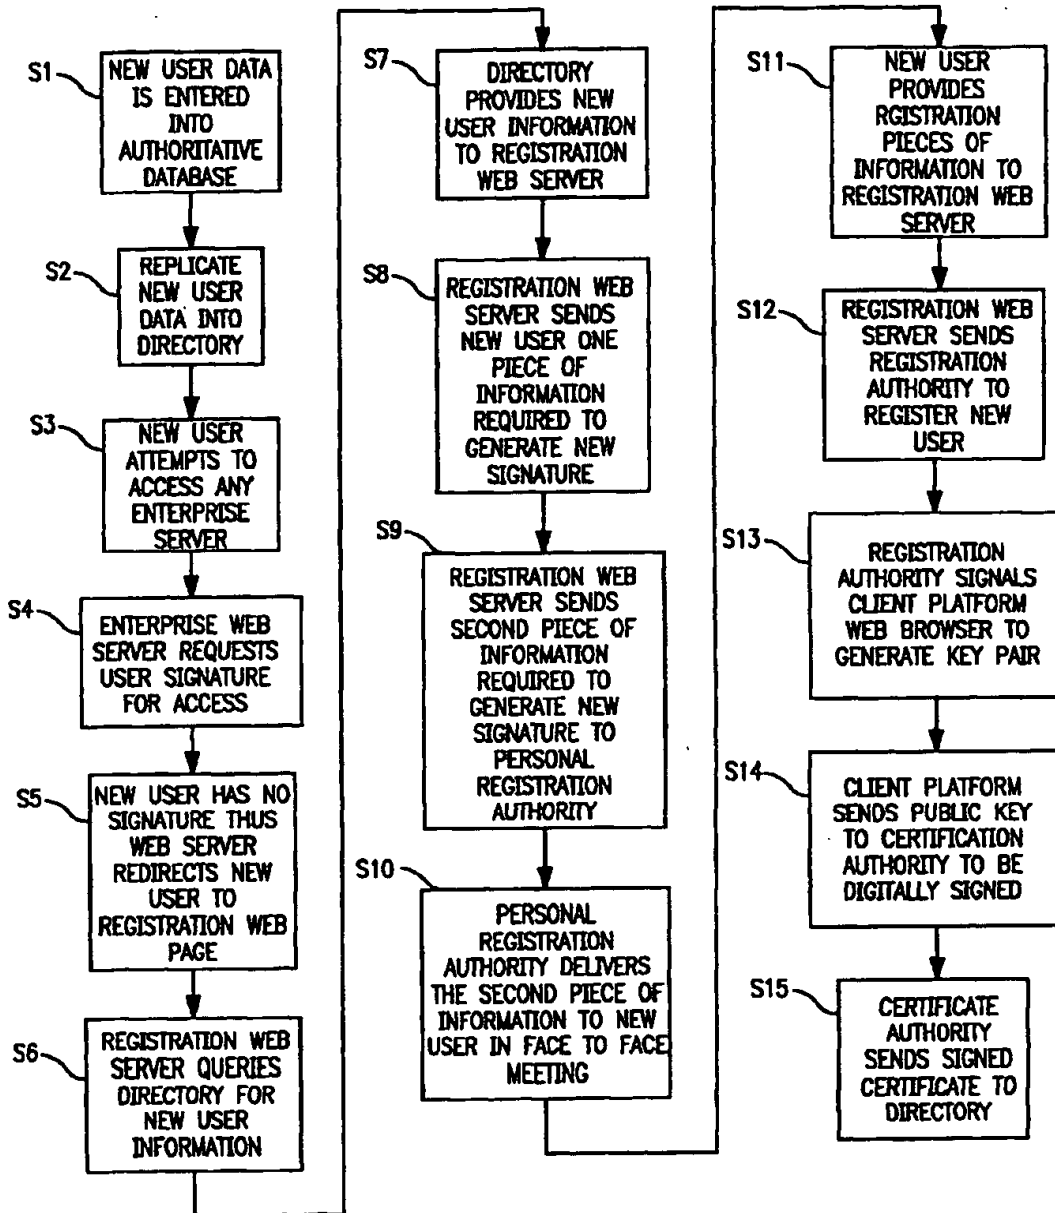 S1
NEW USER DATA
IS ENTERED
INTO
AUTHORITATIVE
DATABASE
S2
REPLICATE
NEW USER
DATA INTO
DIRECTORY
S3
NEW USER
ATTEMPTS TO
ACCESS ANY
ENTERPRISE
SERVER
S4
ENTERPRISE WEB
SERVER REQUESTS
USER SIGNATURE
FOR ACCESS
S5
NEW USER HAS NO
SIGNATURE THUS
WEB SERVER
REDIRECTS NEW
USER TO
REGISTRATION WEB
PAGE
S6
REGISTRATION WEB
SERVER QUERIES
DIRECTORY FOR
NEW USER
INFORMATION
S7
DIRECTORY
PROVIDES NEW
USER INFORMATION
TO REGISTRATION
WEB SERVER
S8
REGISTRATION WEB
SERVER SENDS
NEW USER ONE
PIECE OF
INFORMATION
REQUIRED TO
GENERATE NEW
SIGNATURE
S9
REGISTRATION WEB
SERVER SENDS
SECOND PIECE OF
INFORMATION
REQUIRED TO
GENERATE NEW
SIGNATURE TO
PERSONAL
REGISTRATION
AUTHORITY
S10
PERSONAL
REGISTRATION
AUTHORITY DELIVERS
THE SECOND PIECE OF
INFORMATION TO NEW
USER IN FACE TO FACE
MEETING
S11
NEW USER
PROVIDES
RGISTRATION
PIECES OF
INFORMATION TO
REGISTRATION WEB
SERVER
S12
REGISTRATION WEB
SERVER SENDS
REGISTRATION
AUTHORITY TO
REGISTER NEW
USER
S13
REGISTRATION
AUTHORITY SIGNALS
CLIENT PLATFORM
WEB BROWSER TO
GENERATE KEY PAIR
S14
CLIENT PLATFORM
SENDS PUBLIC KEY
TO CERTIFICATION
AUTHORITY TO BE
DIGITALLY SIGNED
S15
CERTIFICATE
AUTHORITY
SENDS SIGNED
CERTIFICATE TO
DIRECTORY